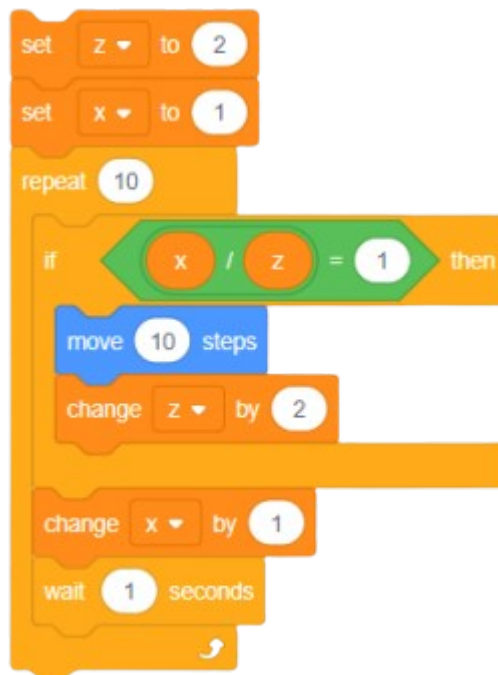 set z to 2
set x to 1
repeat 10
if x / z = 1 then
move 10 steps
change z by 2
change x by 1
wait 1 seconds